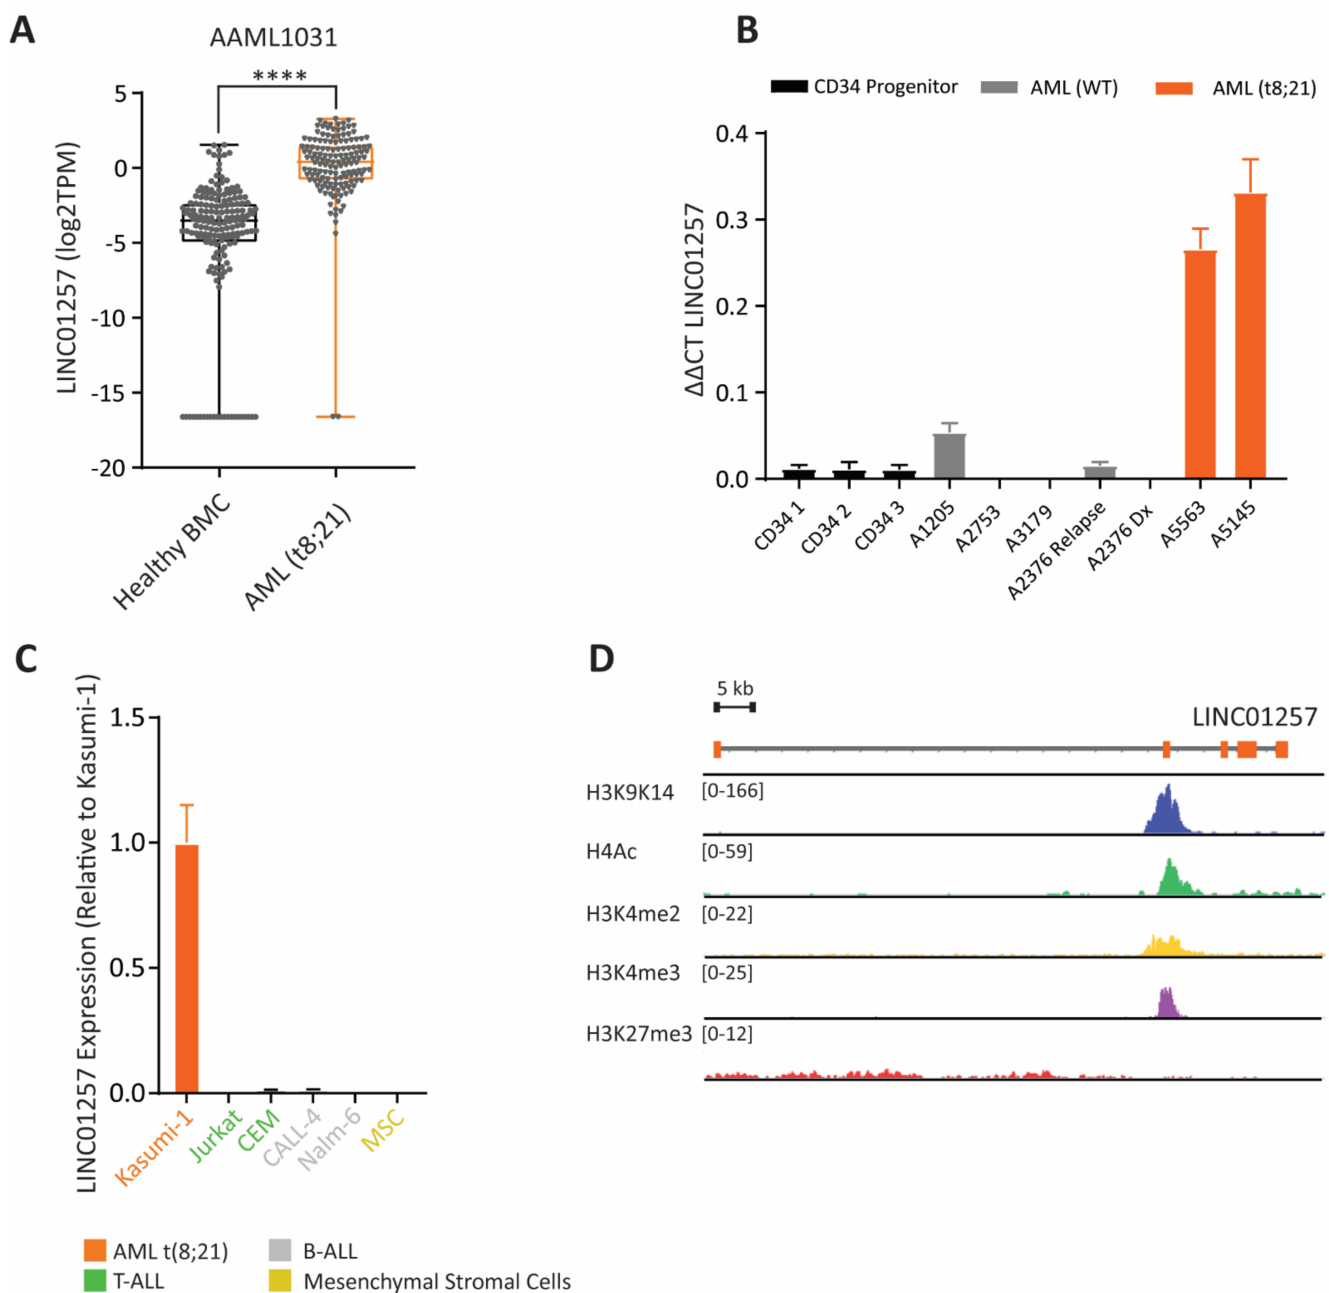 A
AAML1031
****
LINC01257 (log2TPM)
5
0
-5
-10
-15
-20
Healthy BMC
AML (t8;21)
B
CD34 Progenitor
AML (WT)
AML (t8;21)
ΔΔCT LINC01257
0.4
0.3
0.2
0.1
0.0
CD34 1
CD34 2
CD34 3
A1205
A2753
A3179
A2376 Relapse
A2376 Dx
A5563
A5145
C
LINC01257 Expression (Relative to Kasumi-1)
1.5
1.0
0.5
0.0
Kasumi-1
Jurkat
CEM
CALL-4
Nalm-6
MSC
AML t(8;21)
B-ALL
T-ALL
Mesenchymal Stromal Cells
D
5 kb
LINC01257
H3K9K14 [0-166]
H4Ac [0-59]
H3K4me2 [0-22]
H3K4me3 [0-25]
H3K27me3 [0-12]